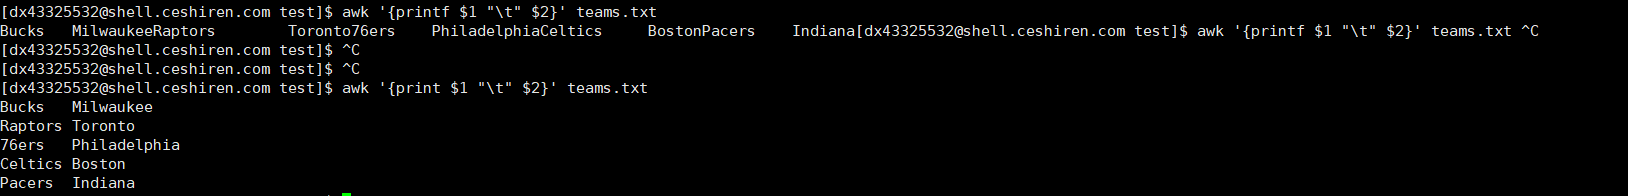 [dx43325532@shell.ceshiren.com test]$ awk '{printf $1 "\t" $2}' teams.txt
Bucks   MilwaukeeRaptors        Toronto76ers    PhiladelphiaCeltics     BostonPacers    Indiana[dx43325532@shell.ceshiren.com test]$ awk '{printf $1 "\t" $2}' teams.txt ^C
[dx43325532@shell.ceshiren.com test]$ ^C
[dx43325532@shell.ceshiren.com test]$ ^C
[dx43325532@shell.ceshiren.com test]$ awk '{print $1 "\t" $2}' teams.txt
Bucks   Milwaukee
Raptors Toronto
76ers   Philadelphia
Celtics Boston
Pacers  Indiana